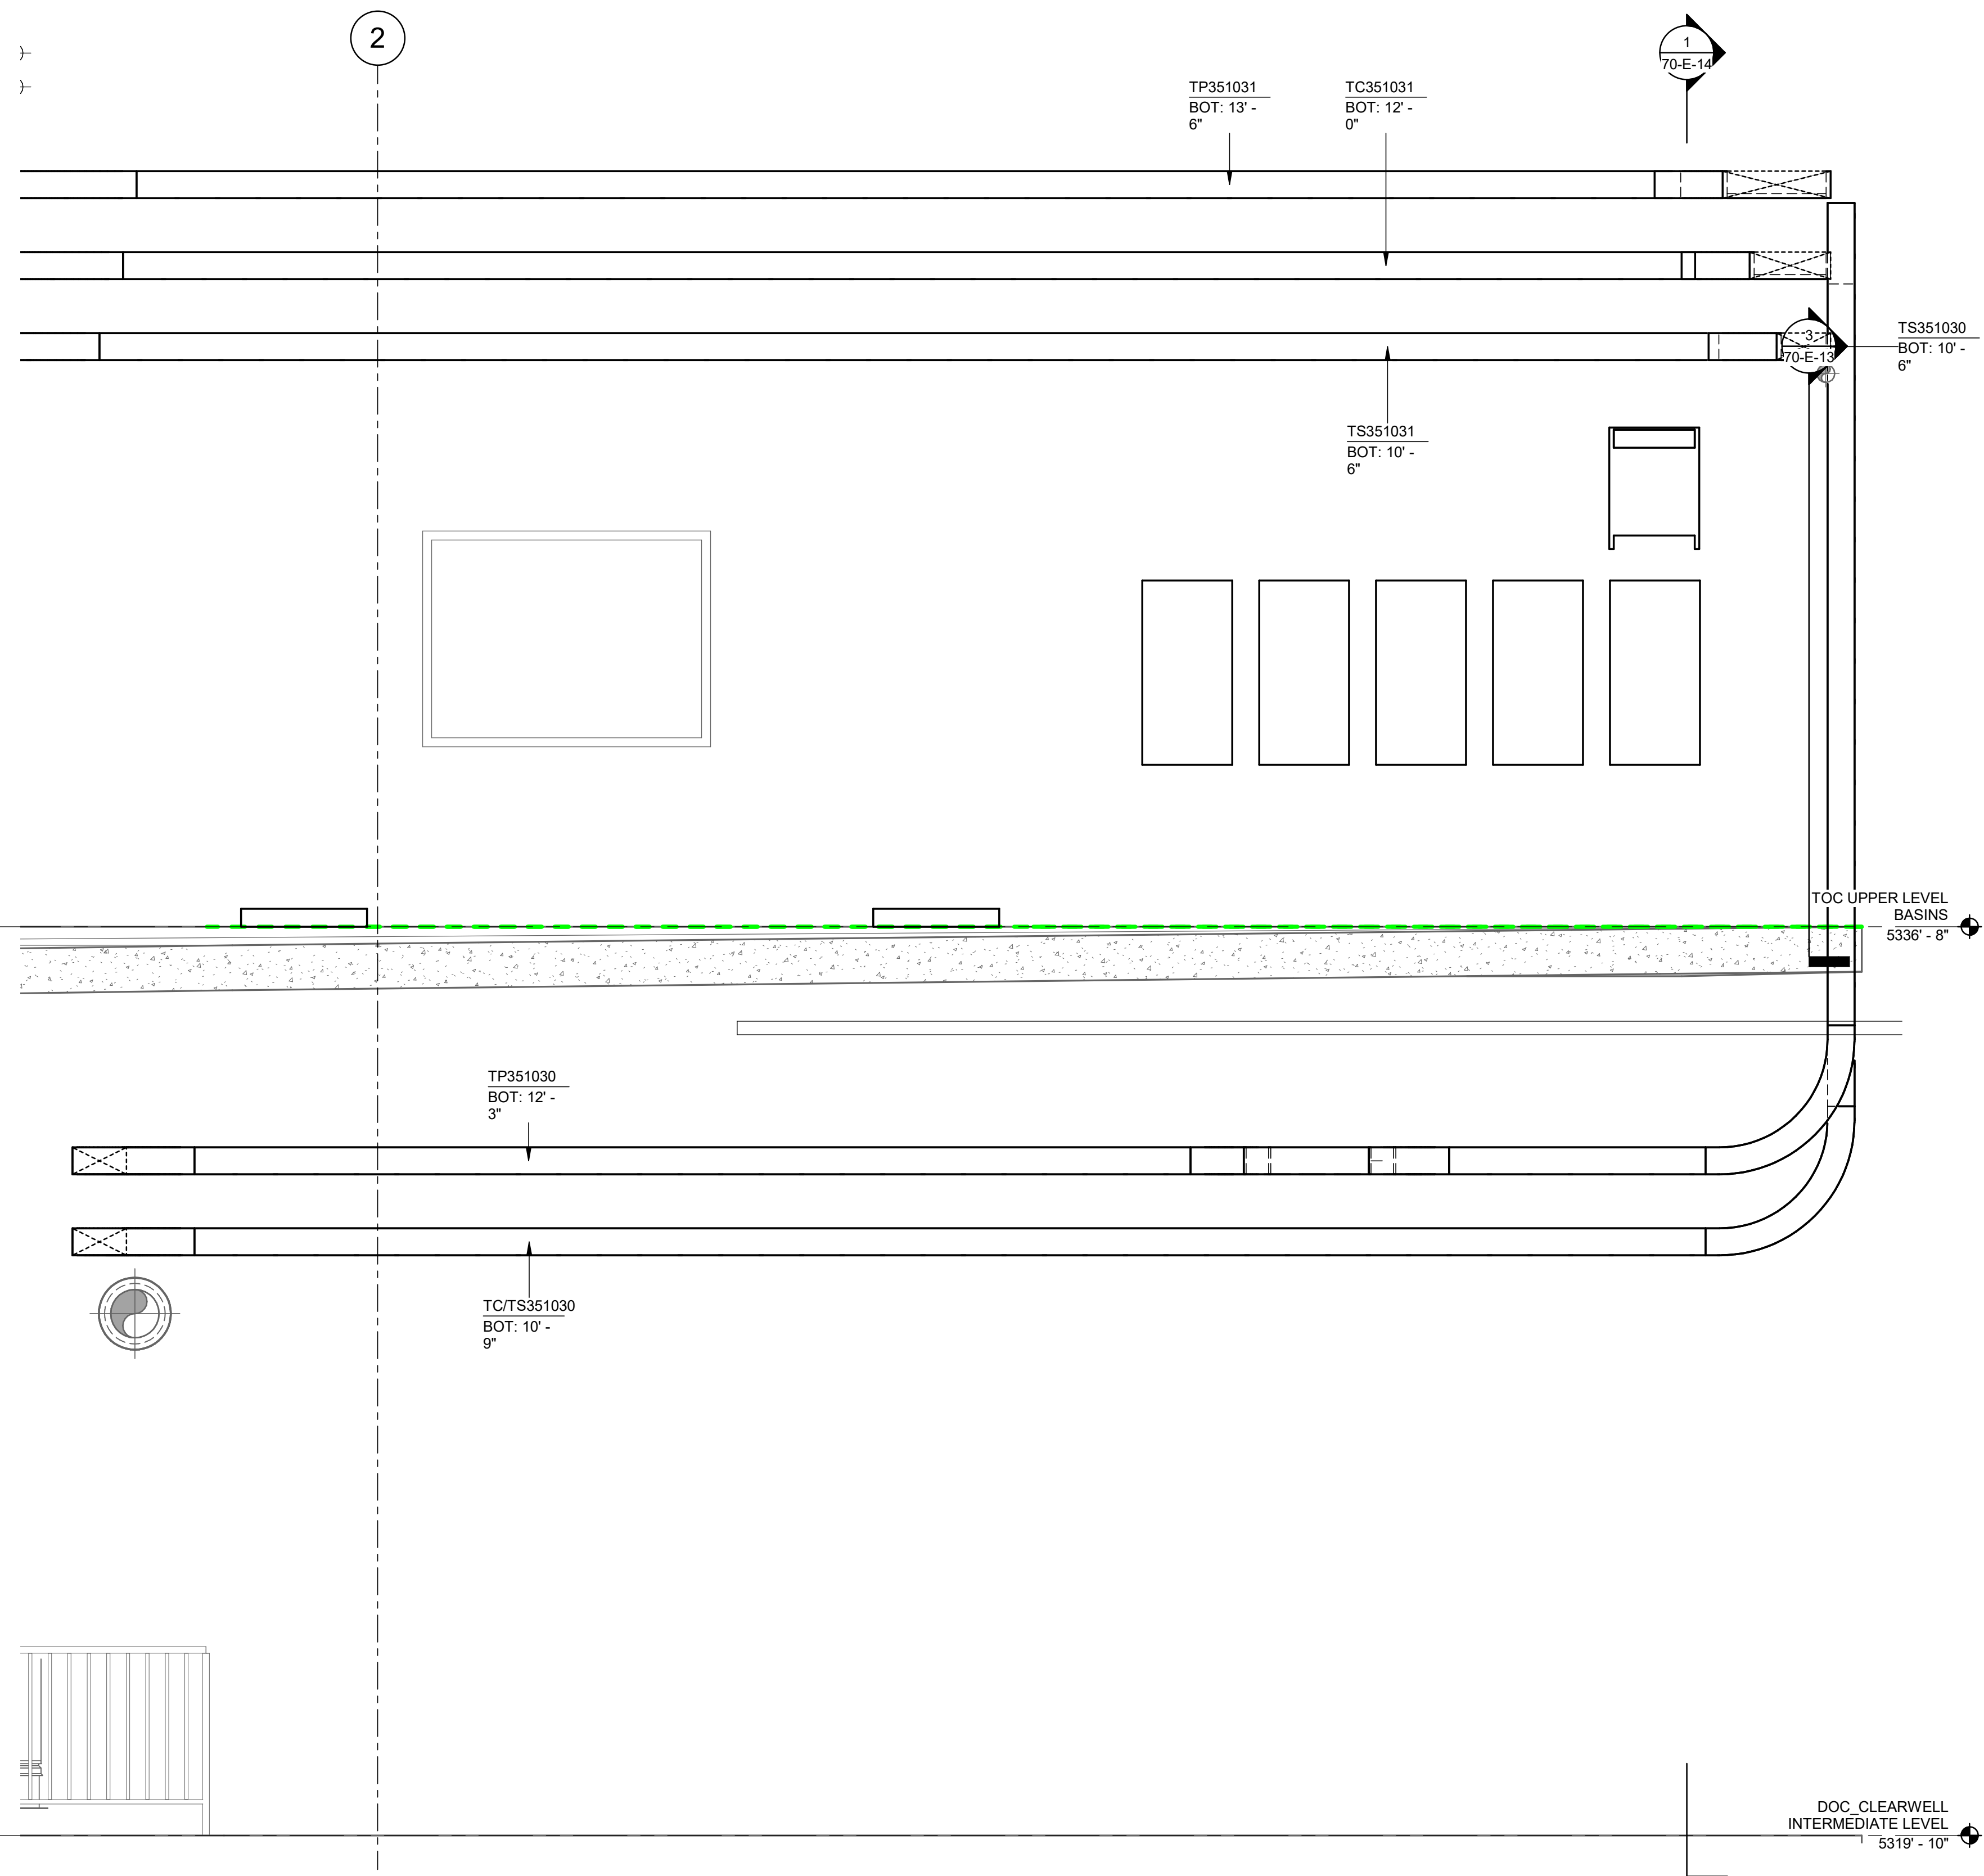 2
1
70-E-14
TP351031
BOT: 13' -
6"
TC351031
BOT: 12' -
0"
3
70-E-13
TS351030
BOT: 10' -
6"
TS351031
BOT: 10' -
6"
TOC UPPER LEVEL
BASINS
5336' - 8"
TP351030
BOT: 12' -
3"
TC/TS351030
BOT: 10' -
9"
DOC_CLEARWELL
INTERMEDIATE LEVEL
5319' - 10"